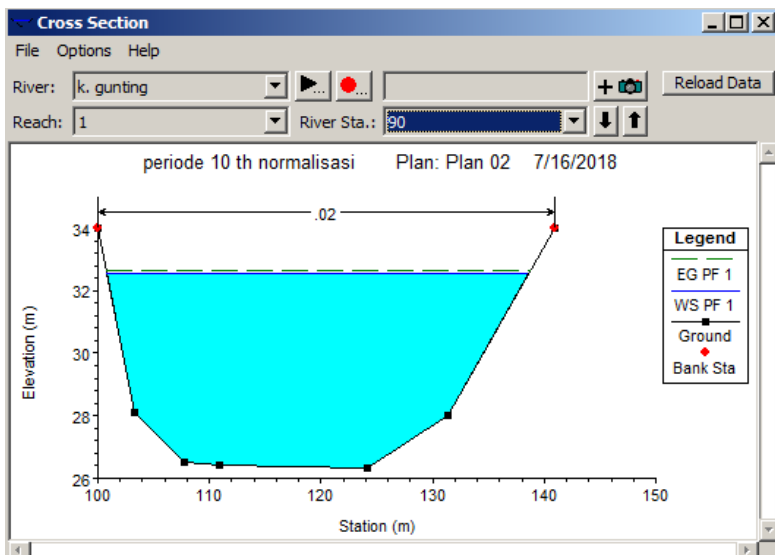 Cross Section
File Options Help
River: k. gunting ... ... + Reload Data
Reach: 1 River Sta.: 90
periode 10 th normalisasi Plan: Plan 02 7/16/2018
.02
34
32
30
28
26
Elevation (m)
100 110 120 130 140 150
Station (m)
Legend
EG PF 1
WS PF 1
Ground
Bank Sta